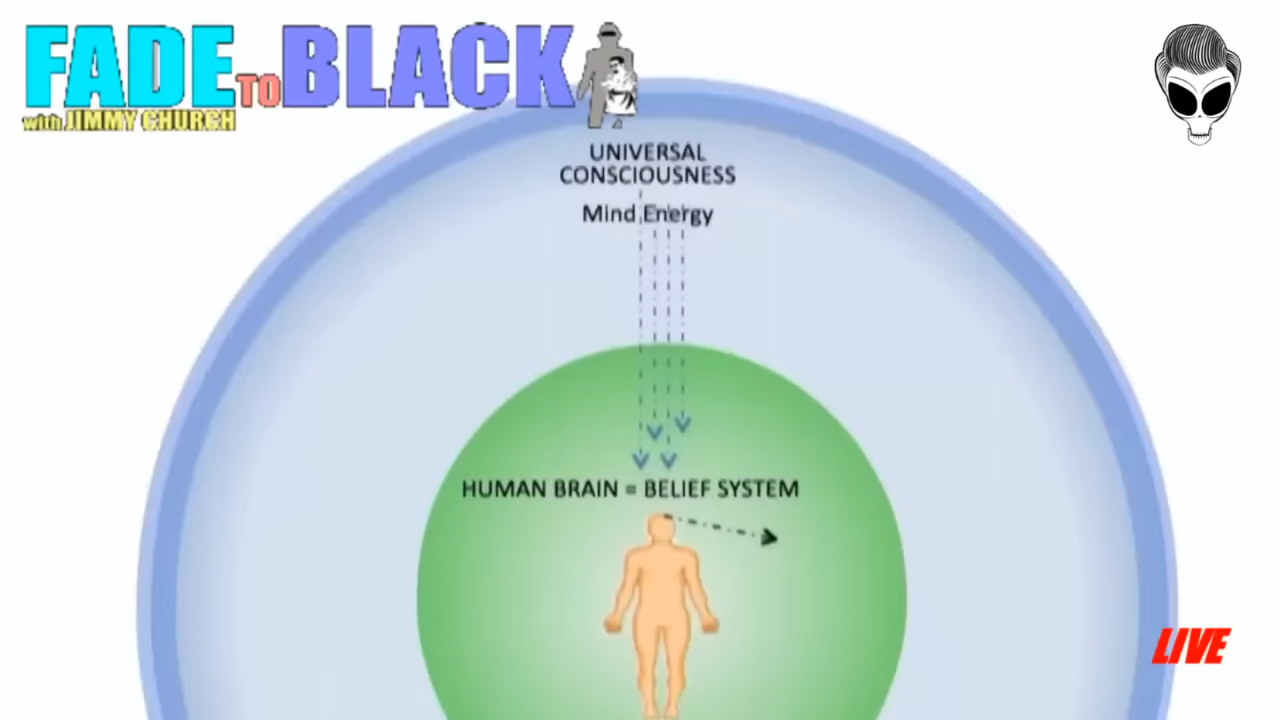 FADE TO BLACK
with JIMMY CHURCH
UNIVERSAL
CONSCIOUSNESS
Mind Energy
HUMAN BRAIN = BELIEF SYSTEM
LIVE